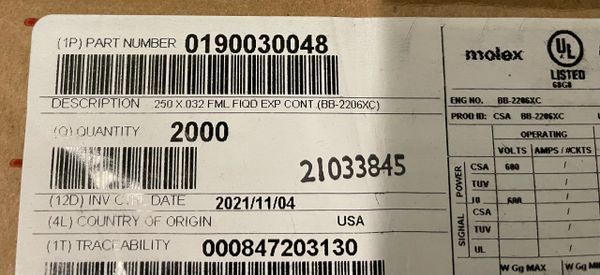 (1P) PART NUMBER 0190030048
DESCRIPTION .250 X .032 FML FIQD EXP CONT (BB-2206XC)
(Q) QUANTITY 2000
21033845
(12D) INV DATE 2021/11/04
(4L) COUNTRY OF ORIGIN USA
(1T) TRACEABILITY 000847203130
molex
UL
LISTED
68G8
ENG NO. BB-2206XC
PROD ID: CSA BB-2206XC
OPERATING
VOLTS AMPS / #CKTS
POWER
CSA 600 /
TUV /
600 /
SIGNAL
CSA /
TUV /
UL /
W Gg MAX W Gg MIN